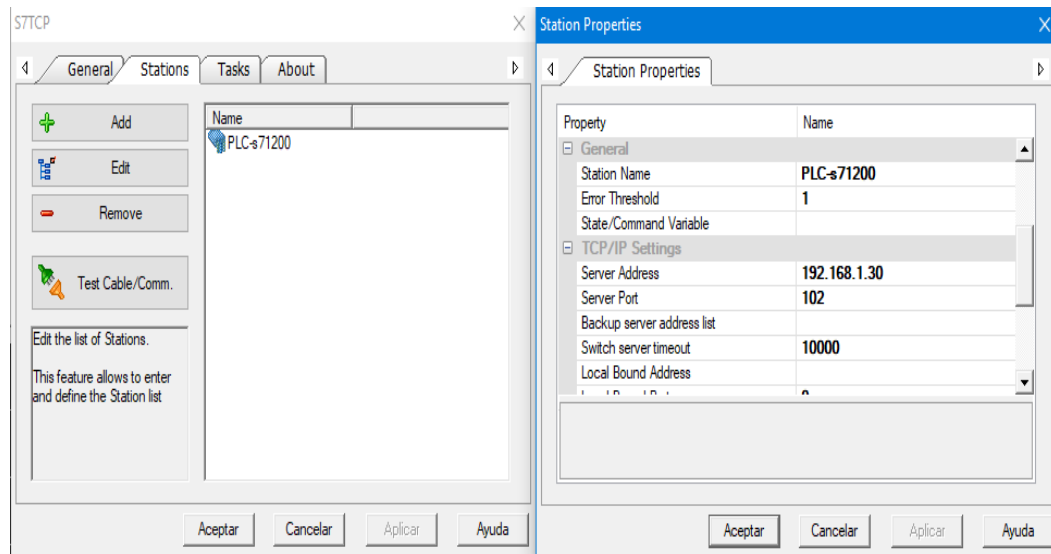 S7TCP
General Stations Tasks About
Add
Edit
Remove
Test Cable/Comm.
Edit the list of Stations.
This feature allows to enter
and define the Station list
Name
PLC-s71200
Aceptar Cancelar Aplicar Ayuda
Station Properties
Station Properties
Property Name
General
Station Name PLC-s71200
Error Threshold 1
State/Command Variable
TCP/IP Settings
Server Address 192.168.1.30
Server Port 102
Backup server address list
Switch server timeout 10000
Local Bound Address
Aceptar Cancelar Aplicar Ayuda